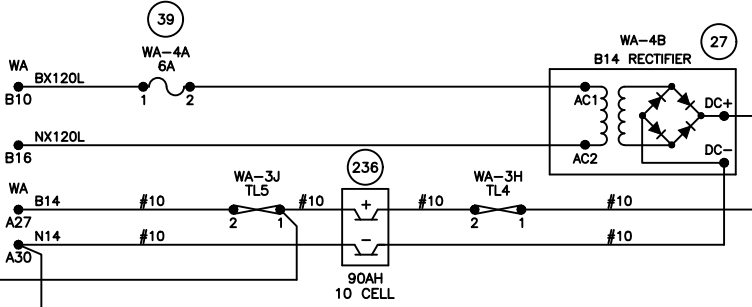 39
WA-4A
6A
WA
BX120L
B10
1
2
WA-4B
27
B14 RECTIFIER
AC1
DC+
NX120L
B16
AC2
DC-
236
WA-3J
TL5
WA-3H
TL4
WA
B14
#10
#10
+
#10
#10
A27
2
1
2
1
N14
#10
-
#10
A30
90AH
10 CELL